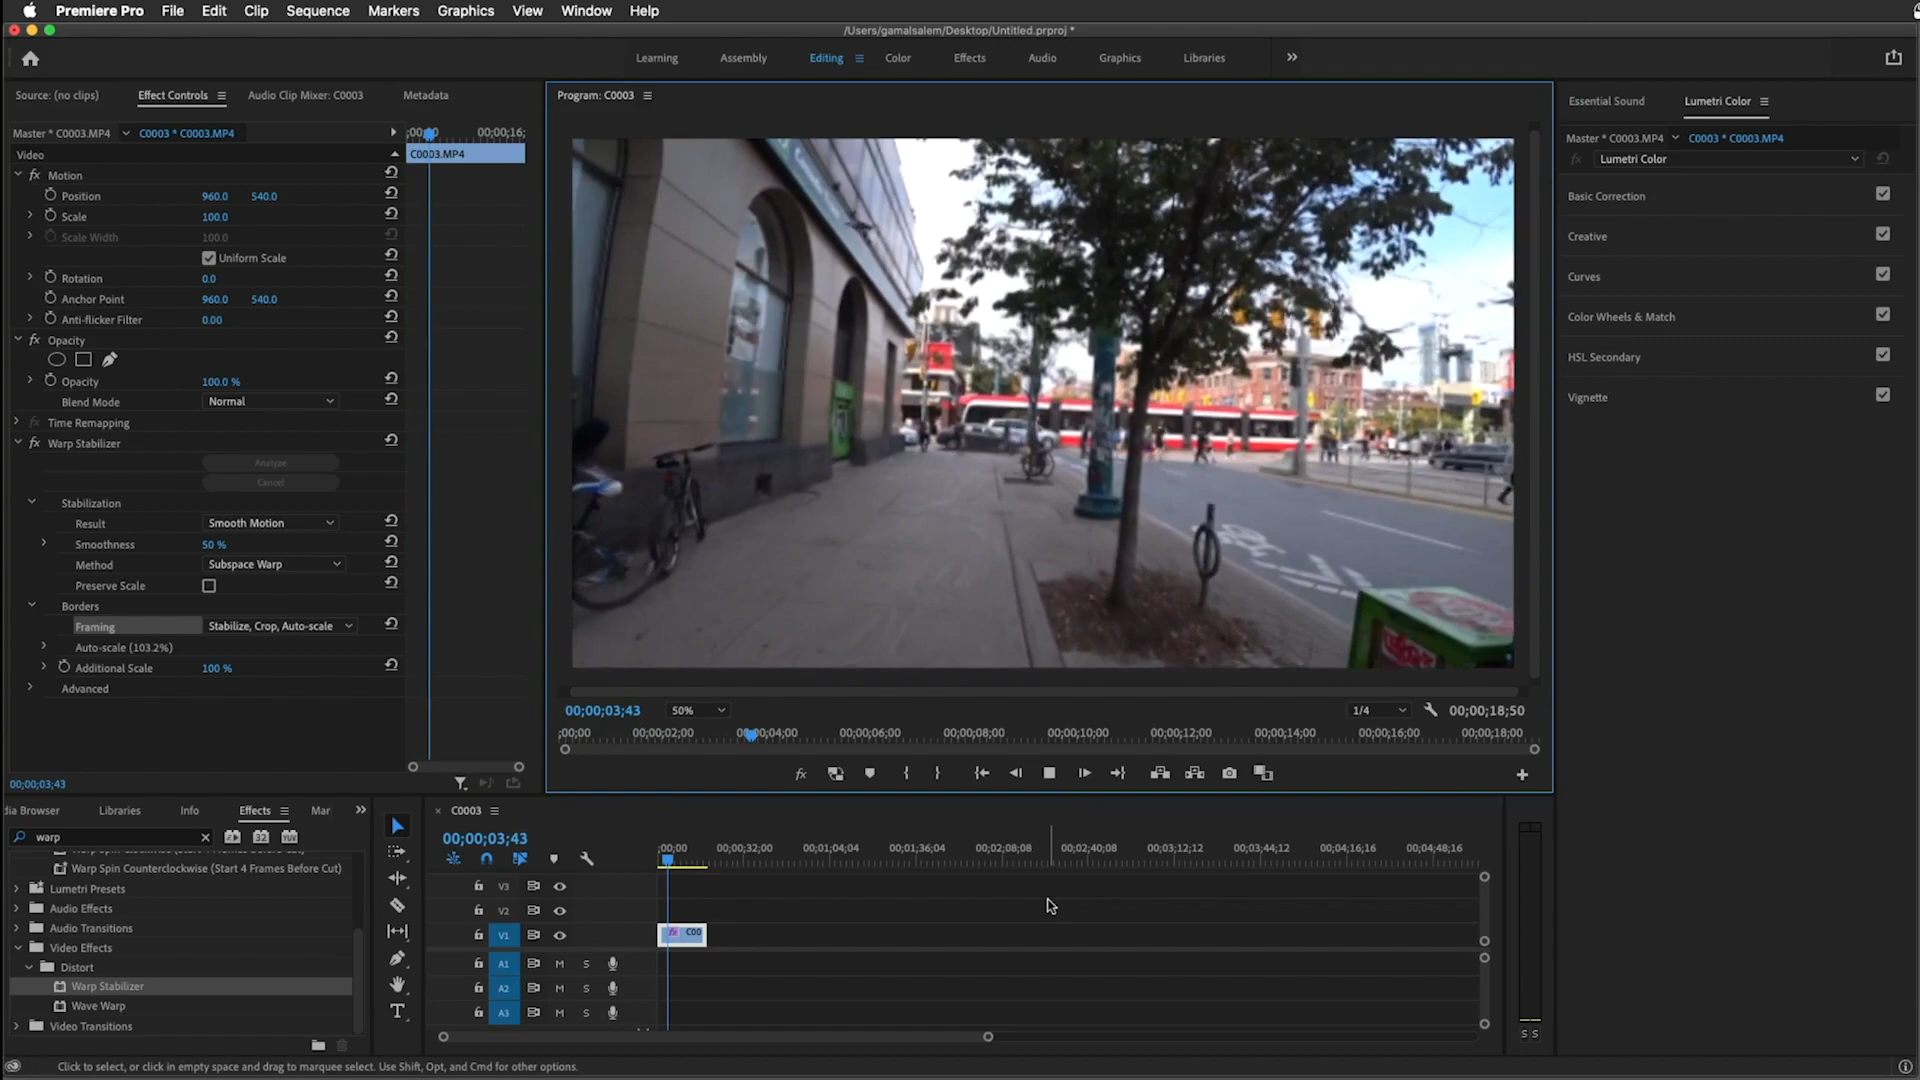 Premiere Pro File Edit Clip Sequence Markers Graphics View Window Help
/Users/gamalsalem/Desktop/Untitled.prproj *
Learning Assembly Editing Color Effects Audio Graphics Libraries
Source: (no clips) Effect Controls Audio Clip Mixer: C0003 Metadata
Program: C0003
Essential Sound Lumetri Color
Master * C0003.MP4 C0003 * C0003.MP4
00;00;16;
Master * C0003.MP4 C0003 * C0003.MP4
Video
C0003.MP4
fx Lumetri Color
fx Motion
Position 960.0 540.0
Scale 100.0
Scale Width 100.0
Uniform Scale
Rotation 0.0
Anchor Point 960.0 540.0
Anti-flicker Filter 0.00
fx Opacity
Opacity 100.0 %
Blend Mode Normal
fx Time Remapping
fx Warp Stabilizer
Analyze
Cancel
Stabilization
Result Smooth Motion
Smoothness 50 %
Method Subspace Warp
Preserve Scale
Borders
Framing Stabilize, Crop, Auto-scale
Auto-scale (103.2%)
Additional Scale 100 %
Advanced
00;00;03;43
Basic Correction
Creative
Curves
Color Wheels & Match
HSL Secondary
Vignette
00;00;03;43 50% 1/4 00;00;18;50
;00;00 00;00;02;00 00;00;04;00 00;00;06;00 00;00;08;00 00;00;10;00 00;00;12;00 00;00;14;00 00;00;16;00 00;00;18;00
fx
dia Browser Libraries Info Effects Mar
warp
32 YUV
Warp Spin Counterclockwise (Start 4 Frames Before Cut)
Lumetri Presets
Audio Effects
Audio Transitions
Video Effects
Distort
Warp Stabilizer
Wave Warp
Video Transitions
T
C0003
00;00;03;43
;00;00 00;00;32;00 00;01;04;04 00;01;36;04 00;02;08;08 00;02;40;08 00;03;12;12 00;03;44;12 00;04;16;16 00;04;48;16
V3
V2
V1 fx C00
A1 M S
A2 M S
A3 M S
S S
Click to select, or click in empty space and drag to marquee select. Use Shift, Opt, and Cmd for other options.